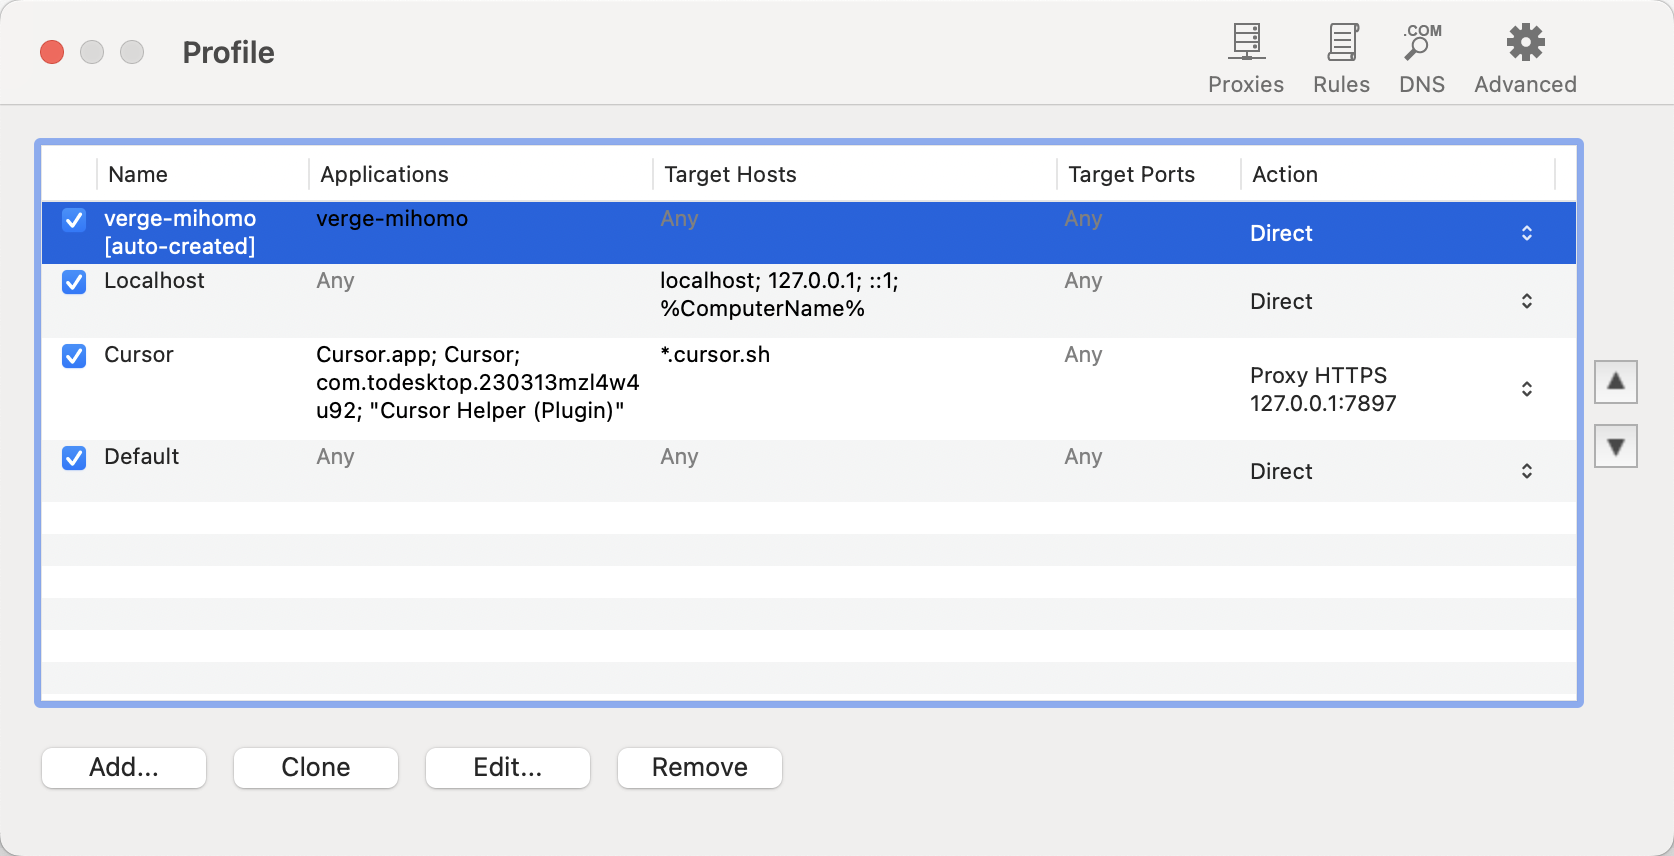 Profile
.COM
Proxies Rules DNS Advanced
Name Applications Target Hosts Target Ports Action
verge-mihomo
[auto-created]
verge-mihomo
Any
Any
Direct
Localhost
Any
localhost; 127.0.0.1; ::1;
%ComputerName%
Any
Direct
Cursor
Cursor.app; Cursor;
com.todesktop.230313mzl4w4
u92; "Cursor Helper (Plugin)"
*.cursor.sh
Any
Proxy HTTPS
127.0.0.1:7897
Default
Any
Any
Any
Direct
Add... Clone Edit... Remove